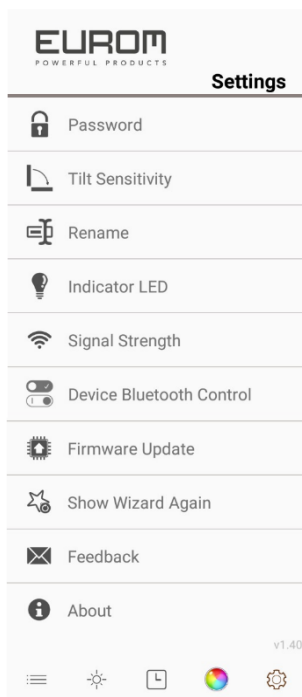 EUROM
POWERFUL PRODUCTS
Settings
Password
Tilt Sensitivity
Rename
Indicator LED
Signal Strength
Device Bluetooth Control
Firmware Update
Show Wizard Again
Feedback
About
v1.40